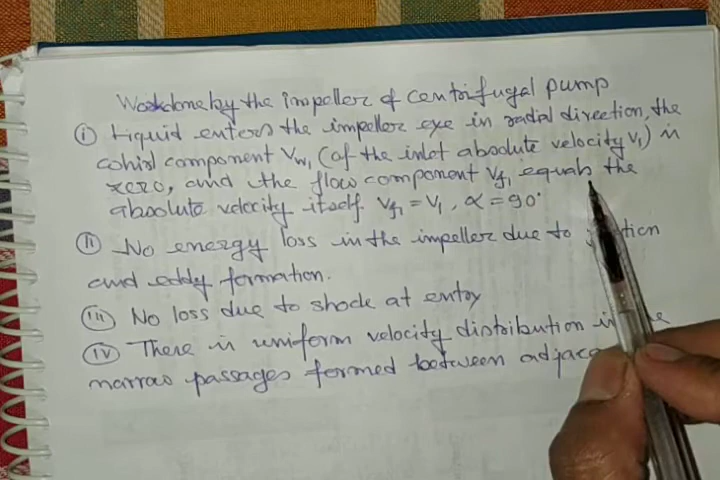 Workdone by the impeller of centrifugal pump
(i) Liquid enters the impeller eye in radial direction, the
whirl component Vw1 (of the inlet absolute velocity V1) is
zero, and the flow component Vf1 equals the
absolute velocity itself Vf1 = V1, α = 90°
(ii) No energy loss in the impeller due to
and eddy formation.
(iii) No loss due to shock at entry
(iv) There is uniform velocity distribution in
narrow passages formed between